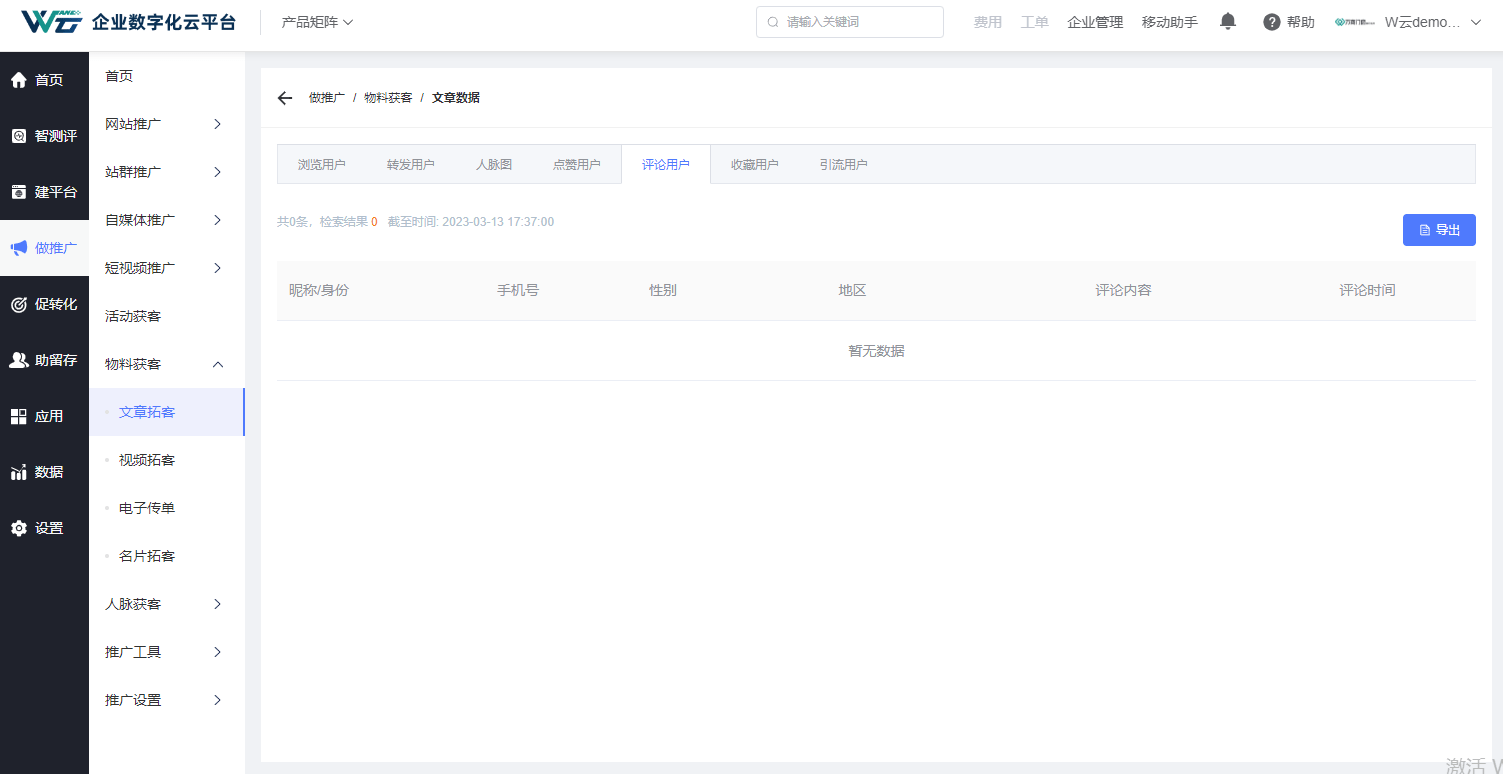 WG WANE 企业数字化云平台
产品矩阵
请输入关键词
费用
工单
企业管理
移动助手
帮助
W云demo...
首页
智测评
建平台
做推广
促转化
助留存
应用
数据
设置
首页
网站推广
站群推广
自媒体推广
短视频推广
活动获客
物料获客
文章拓客
视频拓客
电子传单
名片拓客
人脉获客
推广工具
推广设置
做推广 / 物料获客 / 文章数据
浏览用户
转发用户
人脉图
点赞用户
评论用户
收藏用户
引流用户
共0条，检索结果 0 截至时间: 2023-03-13 17:37:00
导出
昵称/身份
手机号
性别
地区
评论内容
评论时间
暂无数据
激活 W